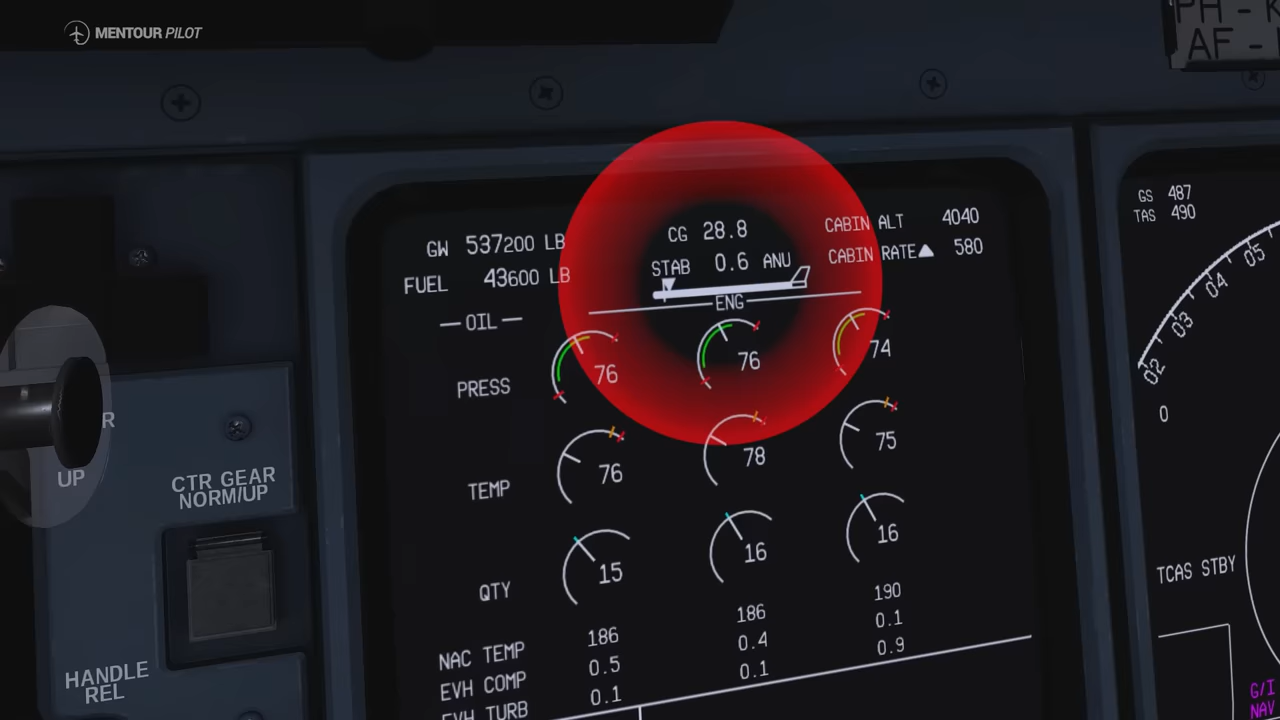 MENTOUR PILOT
PH - K
AF -
GW 537200 LB
FUEL 43600 LB
CG 28.8
STAB 0.6 ANU
CABIN ALT 4040
CABIN RATE 580
OIL
ENG
PRESS 76 76 74
TEMP 76 78 75
QTY 15 16 16
NAC TEMP 186 186 190
EVH COMP 0.5 0.4 0.1
EVH TURB 0.1 0.1 0.9
R
UP
CTR GEAR
NORM/UP
HANDLE
REL
GS 487
TAS 490
05
04
03
02
0
TCAS STBY
G/I
NAV